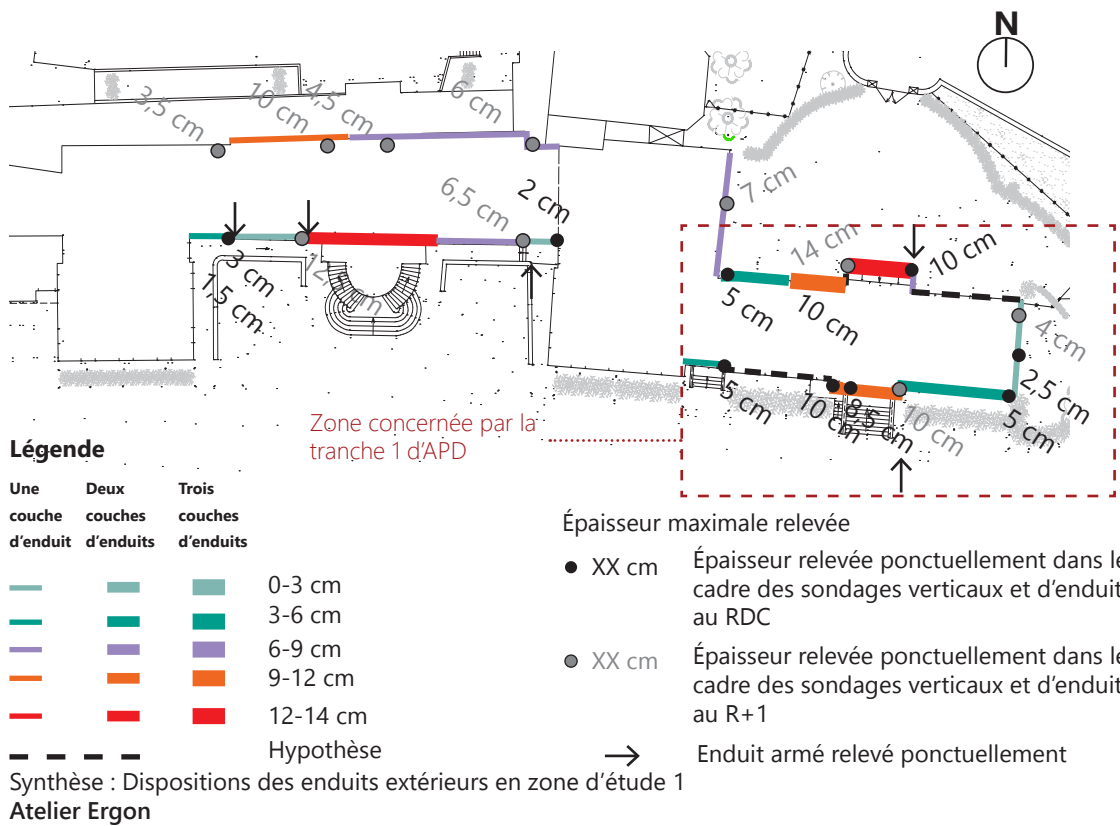 N
3,5 cm
10 cm
4,5 cm
6 cm
7 cm
6,5 cm
2 cm
3 cm
1,5 cm
14 cm
10 cm
5 cm
10 cm
4 cm
2,5 cm
5 cm
10 cm
8,5 cm
10 cm
5 cm
Zone concernée par la
tranche 1 d'APD
Légende
Une
couche
d'enduit
Deux
couches
d'enduits
Trois
couches
d'enduits
0-3 cm
3-6 cm
6-9 cm
9-12 cm
12-14 cm
Hypothèse
Épaisseur maximale relevée
XX cm
Épaisseur relevée ponctuellement dans le
cadre des sondages verticaux et d'enduit
au RDC
XX cm
Épaisseur relevée ponctuellement dans le
cadre des sondages verticaux et d'enduit
au R+1
Enduit armé relevé ponctuellement
Synthèse : Dispositions des enduits extérieurs en zone d'étude 1
Atelier Ergon